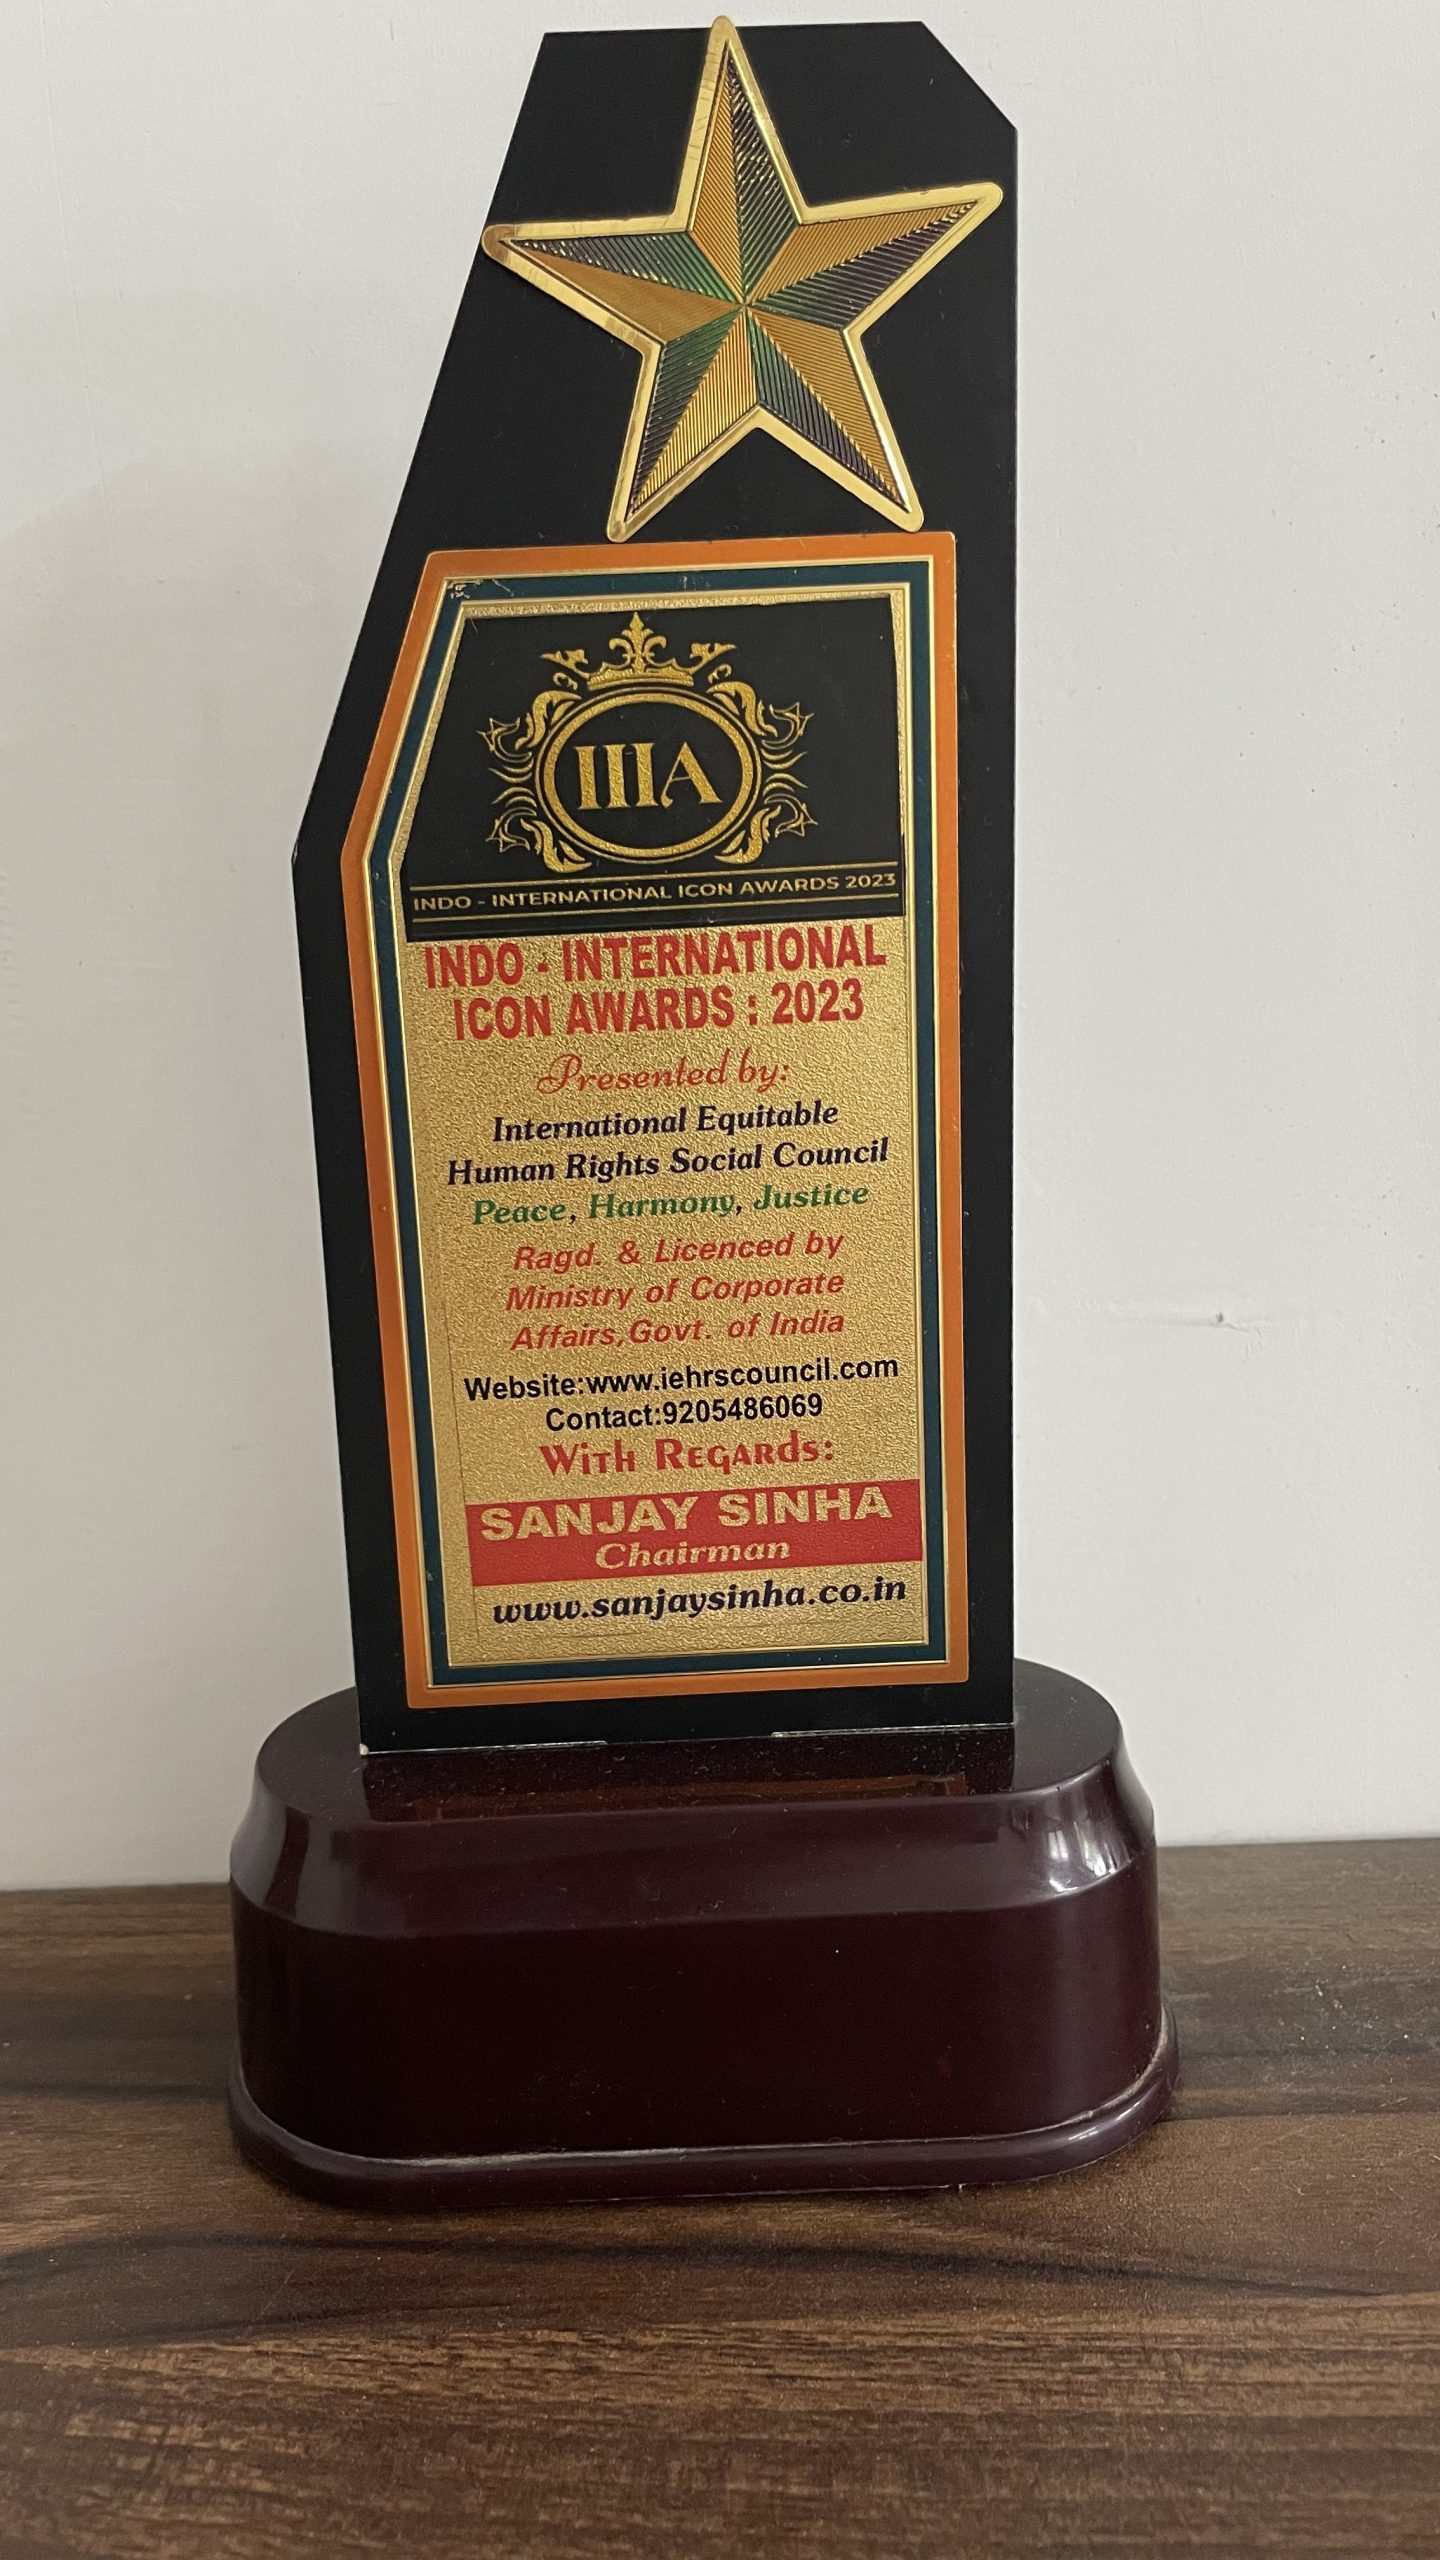 IIIA
INDO - INTERNATIONAL ICON AWARDS 2023
INDO - INTERNATIONAL
ICON AWARDS : 2023
Presented by:
International Equitable
Human Rights Social Council
Peace, Harmony, Justice
Ragd. & Licenced by
Ministry of Corporate
Affairs,Govt. of India
Website:www.iehrscouncil.com
Contact:9205486069
With Regards:
SANJAY SINHA
Chairman
www.sanjaysinha.co.in